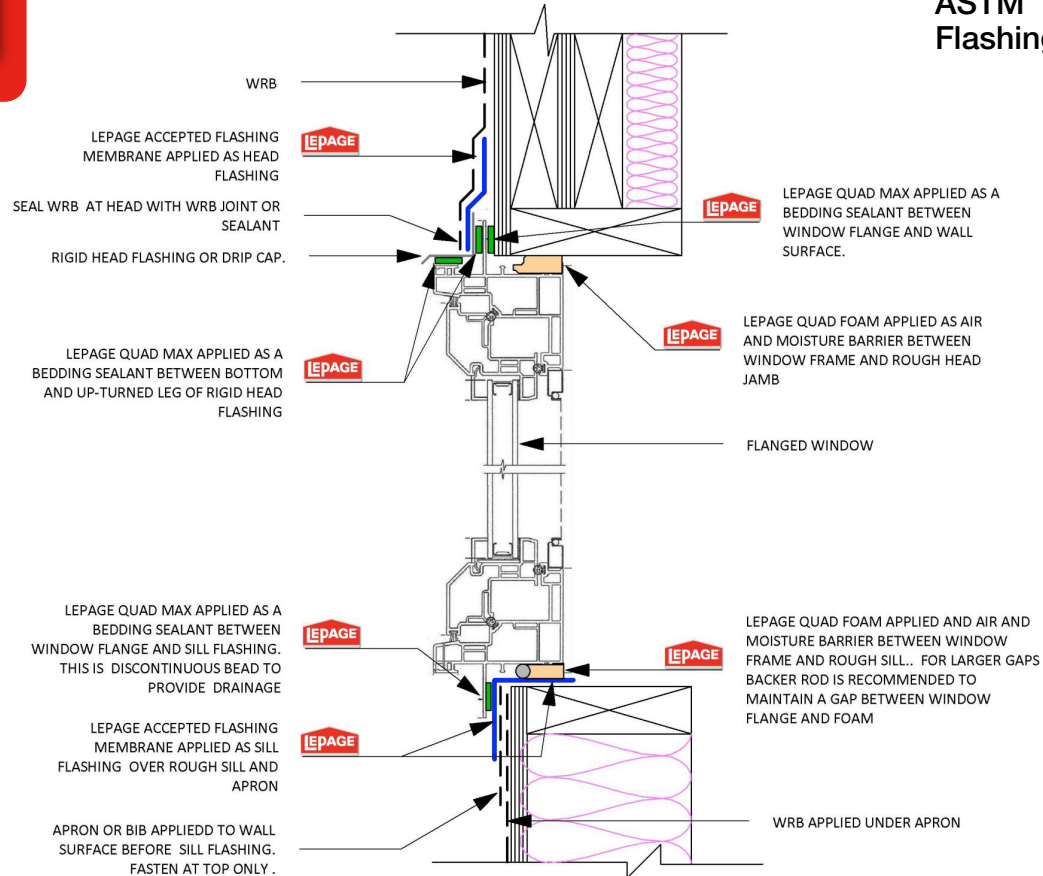 ASTM
Flashing
WRB
LEPAGE ACCEPTED FLASHING
MEMBRANE APPLIED AS HEAD
FLASHING
LEPAGE
SEAL WRB AT HEAD WITH WRB JOINT OR
SEALANT
RIGID HEAD FLASHING OR DRIP CAP.
LEPAGE
LEPAGE QUAD MAX APPLIED AS A
BEDDING SEALANT BETWEEN
WINDOW FLANGE AND WALL
SURFACE.
LEPAGE
LEPAGE QUAD FOAM APPLIED AS AIR
AND MOISTURE BARRIER BETWEEN
WINDOW FRAME AND ROUGH HEAD
JAMB
LEPAGE QUAD MAX APPLIED AS A
BEDDING SEALANT BETWEEN BOTTOM
AND UP-TURNED LEG OF RIGID HEAD
FLASHING
LEPAGE
FLANGED WINDOW
LEPAGE QUAD MAX APPLIED AS A
BEDDING SEALANT BETWEEN
WINDOW FLANGE AND SILL FLASHING.
THIS IS DISCONTINUOUS BEAD TO
PROVIDE DRAINAGE
LEPAGE
LEPAGE
LEPAGE QUAD FOAM APPLIED AND AIR AND
MOISTURE BARRIER BETWEEN WINDOW
FRAME AND ROUGH SILL.. FOR LARGER GAPS
BACKER ROD IS RECOMMENDED TO
MAINTAIN A GAP BETWEEN WINDOW
FLANGE AND FOAM
LEPAGE ACCEPTED FLASHING
MEMBRANE APPLIED AS SILL
FLASHING OVER ROUGH SILL AND
APRON
LEPAGE
APRON OR BIB APPLIEDD TO WALL
SURFACE BEFORE SILL FLASHING.
FASTEN AT TOP ONLY .
WRB APPLIED UNDER APRON